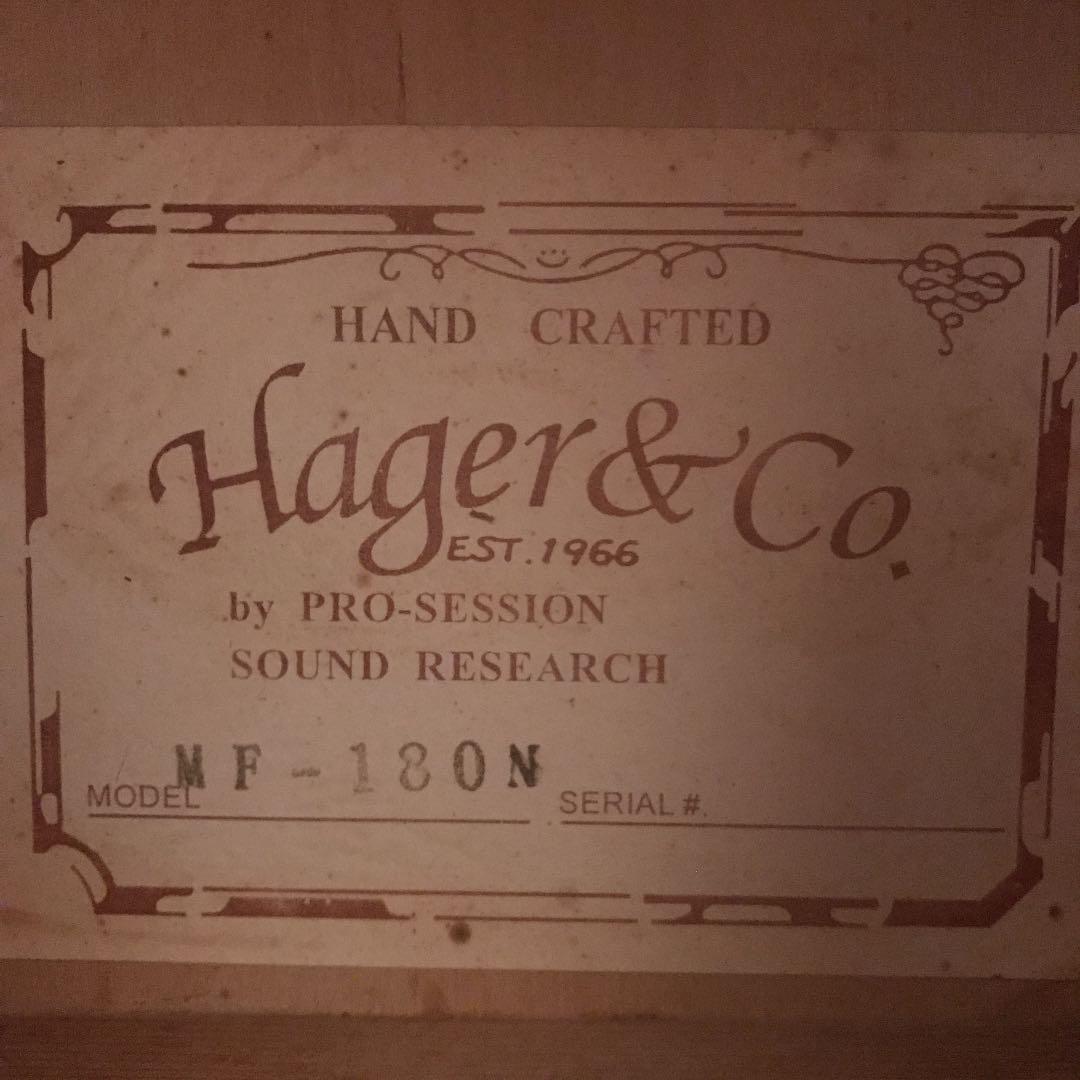 HAND CRAFTED
Hager & Co.
EST. 1966
by PRO-SESSION
SOUND RESEARCH
MODEL MF-180N SERIAL #.